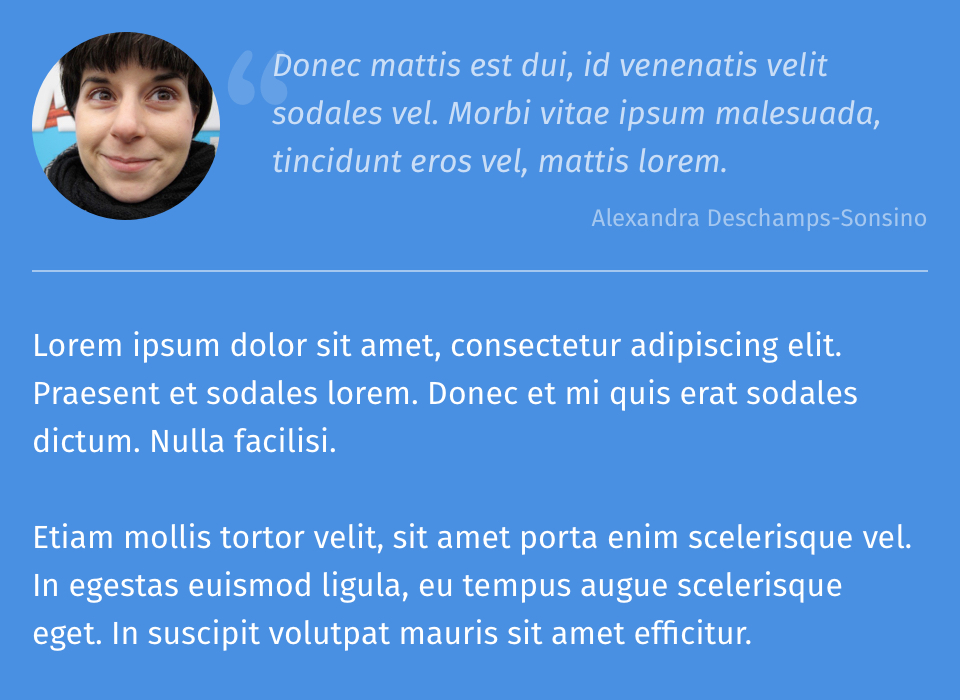 “Donec mattis est dui, id venenatis velit
sodales vel. Morbi vitae ipsum malesuada,
tincidunt eros vel, mattis lorem.
Alexandra Deschamps-Sonsino
Lorem ipsum dolor sit amet, consectetur adipiscing elit.
Praesent et sodales lorem. Donec et mi quis erat sodales
dictum. Nulla facilisi.
Etiam mollis tortor velit, sit amet porta enim scelerisque vel.
In egestas euismod ligula, eu tempus augue scelerisque
eget. In suscipit volutpat mauris sit amet efficitur.